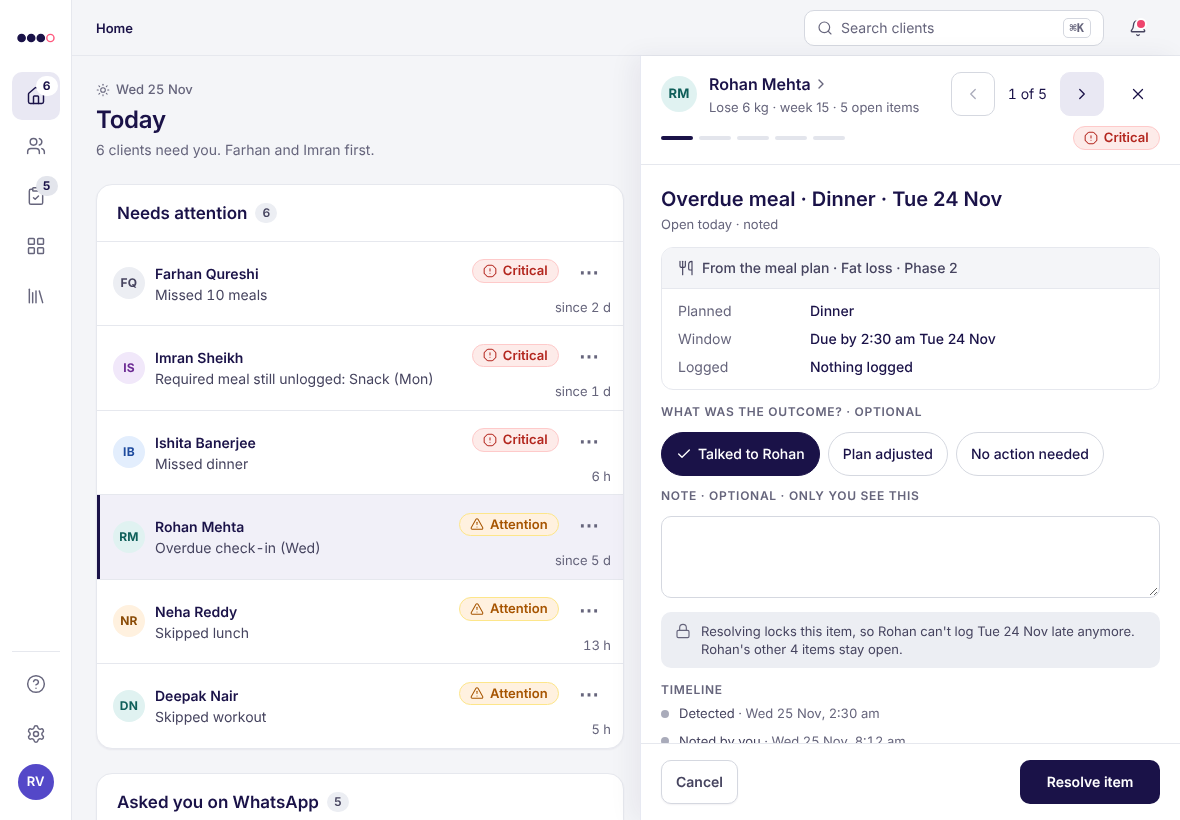 Home
Search clients
⌘K
6
5
RV
Wed 25 Nov
Today
6 clients need you. Farhan and Imran first.
Needs attention 6
FQ
Farhan Qureshi
Missed 10 meals
Critical
since 2 d
IS
Imran Sheikh
Required meal still unlogged: Snack (Mon)
Critical
since 1 d
IB
Ishita Banerjee
Missed dinner
Critical
6 h
RM
Rohan Mehta
Overdue check-in (Wed)
Attention
since 5 d
NR
Neha Reddy
Skipped lunch
Attention
13 h
DN
Deepak Nair
Skipped workout
Attention
5 h
Asked you on WhatsApp 5
RM
Rohan Mehta
Lose 6 kg · week 15 · 5 open items
1 of 5
Critical
Overdue meal · Dinner · Tue 24 Nov
Open today · noted
From the meal plan · Fat loss · Phase 2
Planned Dinner
Window Due by 2:30 am Tue 24 Nov
Logged Nothing logged
WHAT WAS THE OUTCOME? · OPTIONAL
Talked to Rohan
Plan adjusted
No action needed
NOTE · OPTIONAL · ONLY YOU SEE THIS
Resolving locks this item, so Rohan can't log Tue 24 Nov late anymore.
Rohan's other 4 items stay open.
TIMELINE
Detected · Wed 25 Nov, 2:30 am
Noted by you · Wed 25 Nov, 8:12 am
Cancel
Resolve item